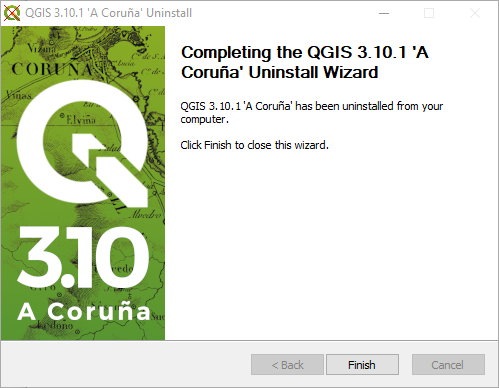 QGIS 3.10.1 'A Coruña' Uninstall
Completing the QGIS 3.10.1 'A
Coruña' Uninstall Wizard
QGIS 3.10.1 'A Coruña' has been uninstalled from your
computer.
Click Finish to close this wizard.
CORUÑA
Elviña
3.10
A Coruña
Ledono
< Back
Finish
Cancel